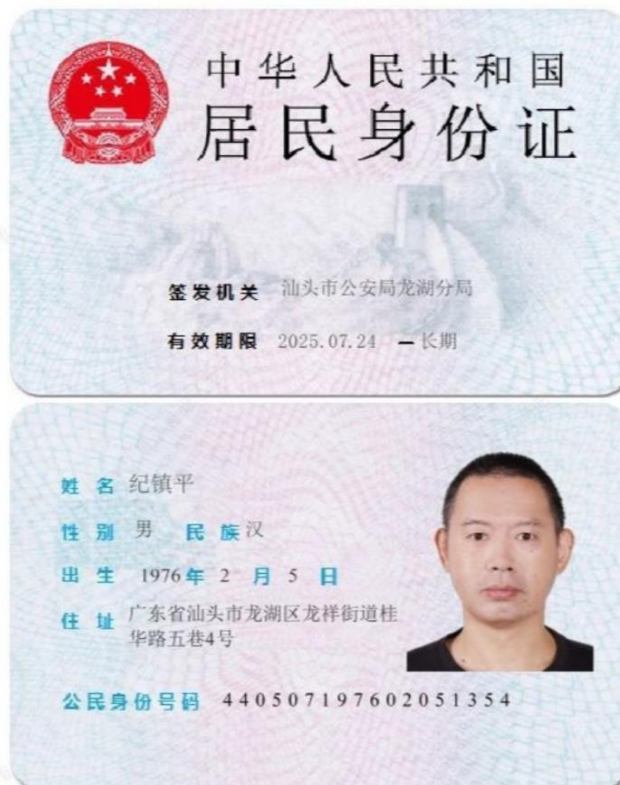 中华人民共和国
居民身份证
签发机关 汕头市公安局龙湖分局
有效期限 2025.07.24 — 长期
姓名 纪镇平
性别 男 民族 汉
出生 1976 年 2 月 5 日
住址 广东省汕头市龙湖区龙祥街道桂
华路五巷4号
公民身份号码 440507197602051354